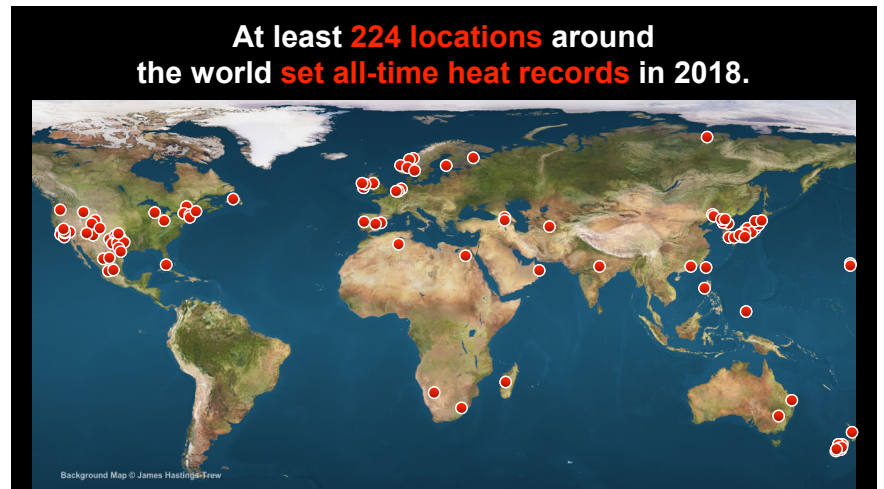 At least 224 locations around
the world set all-time heat records in 2018.
Background Map © James Hastings-Trew